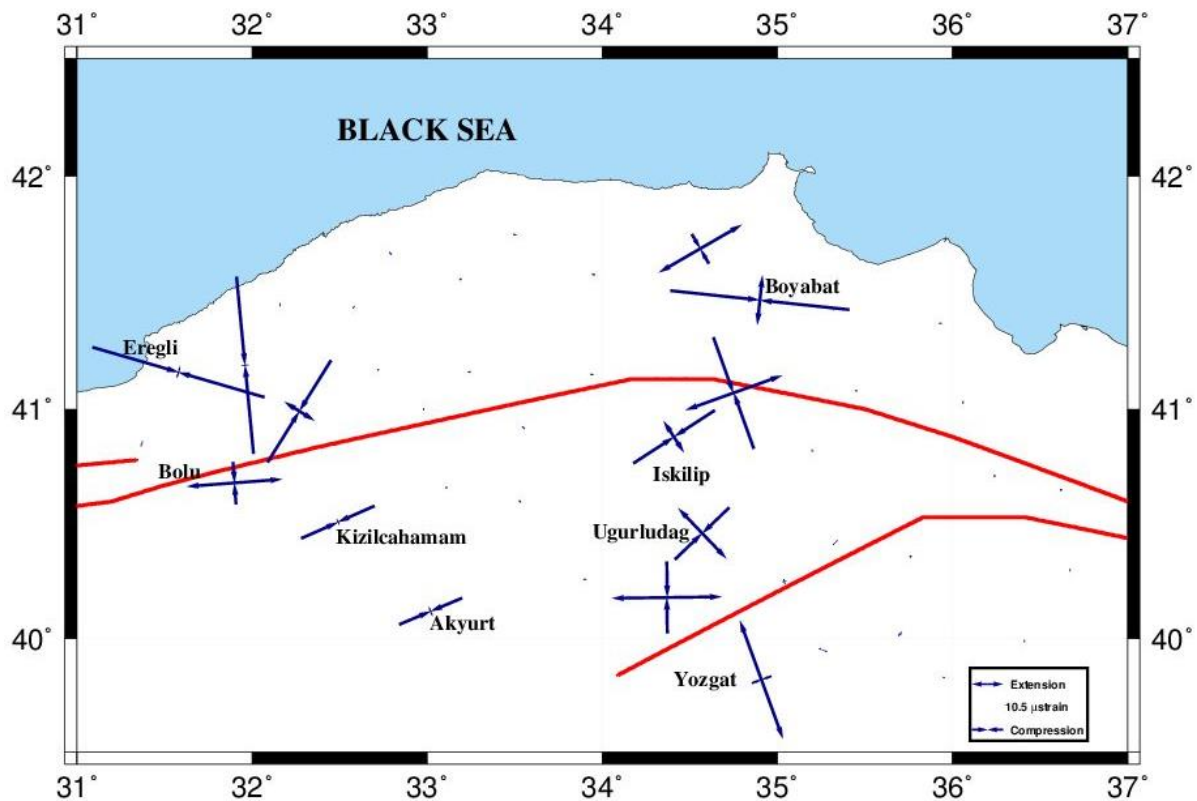 31˚ 32˚ 33˚ 34˚ 35˚ 36˚ 37˚
BLACK SEA
42˚ 42˚
Boyabat
Eregli
41˚ 41˚
Bolu
Iskilip
Kizilcahamam
Ugurludag
Akyurt
40˚ 40˚
Yozgat
Extension
10.5 μstrain
Compression
31˚ 32˚ 33˚ 34˚ 35˚ 36˚ 37˚